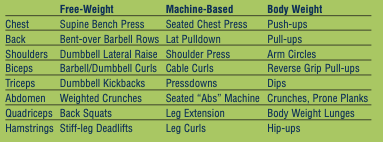 Free-Weight Machine-Based Body Weight
Chest Supine Bench Press Seated Chest Press Push-ups
Back Bent-over Barbell Rows Lat Pulldown Pull-ups
Shoulders Dumbbell Lateral Raise Shoulder Press Arm Circles
Biceps Barbell/Dumbbell Curls Cable Curls Reverse Grip Pull-ups
Triceps Dumbbell Kickbacks Pressdowns Dips
Abdomen Weighted Crunches Seated “Abs” Machine Crunches, Prone Planks
Quadriceps Back Squats Leg Extension Body Weight Lunges
Hamstrings Stiff-leg Deadlifts Leg Curls Hip-ups